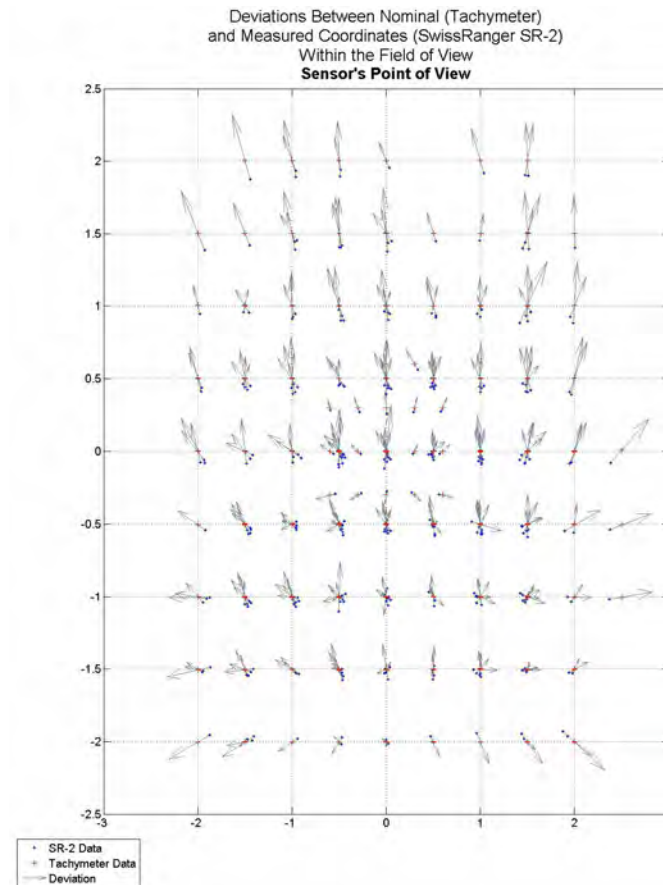 Deviations Between Nominal (Tachymeter)
and Measured Coordinates (SwissRanger SR-2)
Within the Field of View
Sensor's Point of View
2.5
2
1.5
1
0.5
0
-0.5
-1
-1.5
-2
-2.5
-3 -2 -1 0 1 2
SR-2 Data
Tachymeter Data
Deviation